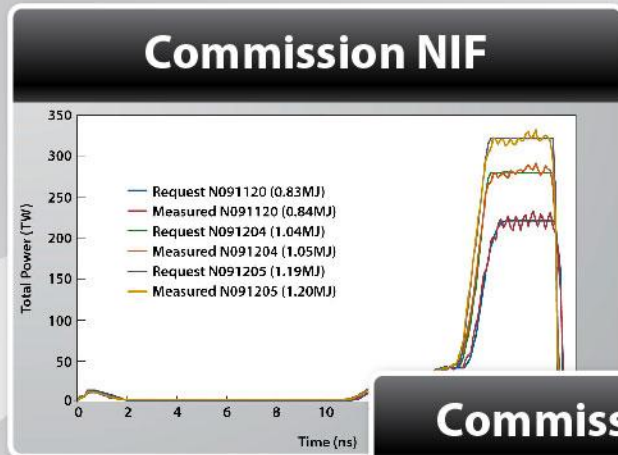 Commission NIF
350
300
250
200
150
100
50
0
Total Power (TW)
Request N091120 (0.83MJ)
Measured N091120 (0.84MJ)
Request N091204 (1.04MJ)
Measured N091204 (1.05MJ)
Request N091205 (1.19MJ)
Measured N091205 (1.20MJ)
0 2 4 6 8 10
Time (ns)
Commiss